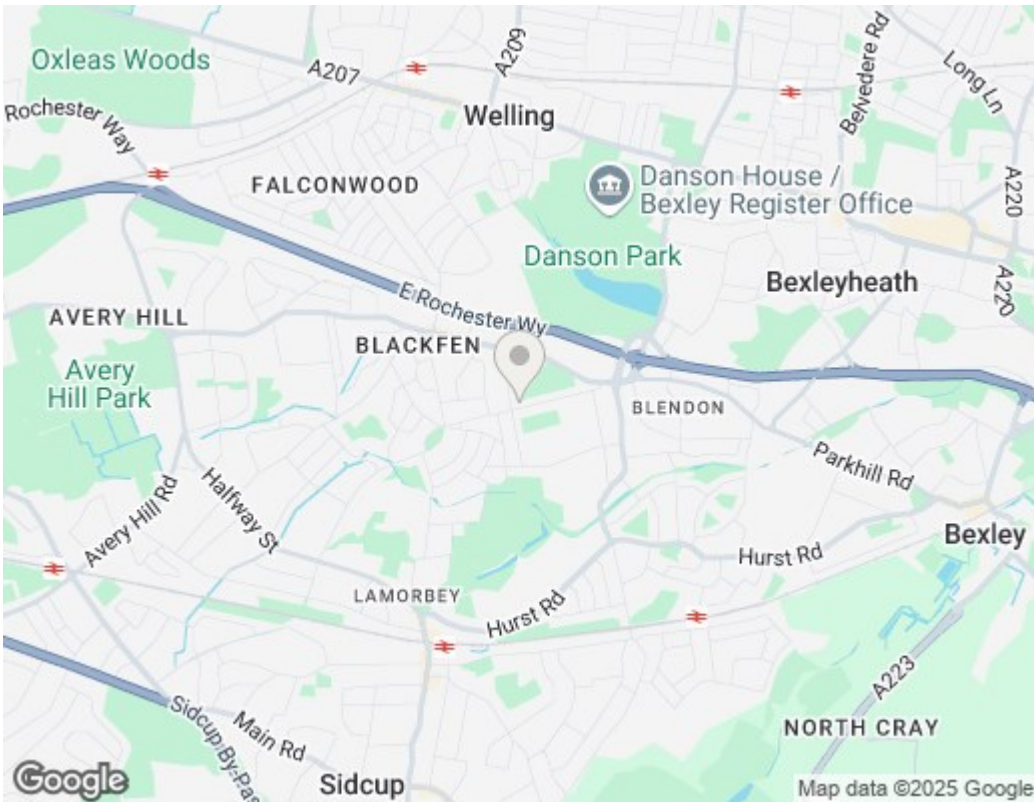 Oxleas Woods
A207
A209
Belvedere Rd
Long Ln
Welling
Rochester Way
FALCONWOOD
Danson House /
Bexley Register Office
A220
Danson Park
Bexleyheath
A220
E Rochester Wy
AVERY HILL
BLACKFEN
Avery
Hill Park
BLENDON
Parkhill Rd
Halfway St
Avery Hill Rd
Bexley
Hurst Rd
LAMORBEY
Hurst Rd
A223
NORTH CRAY
Sidcup By-Pas
Main Rd
Sidcup
Google
Map data ©2025 Google